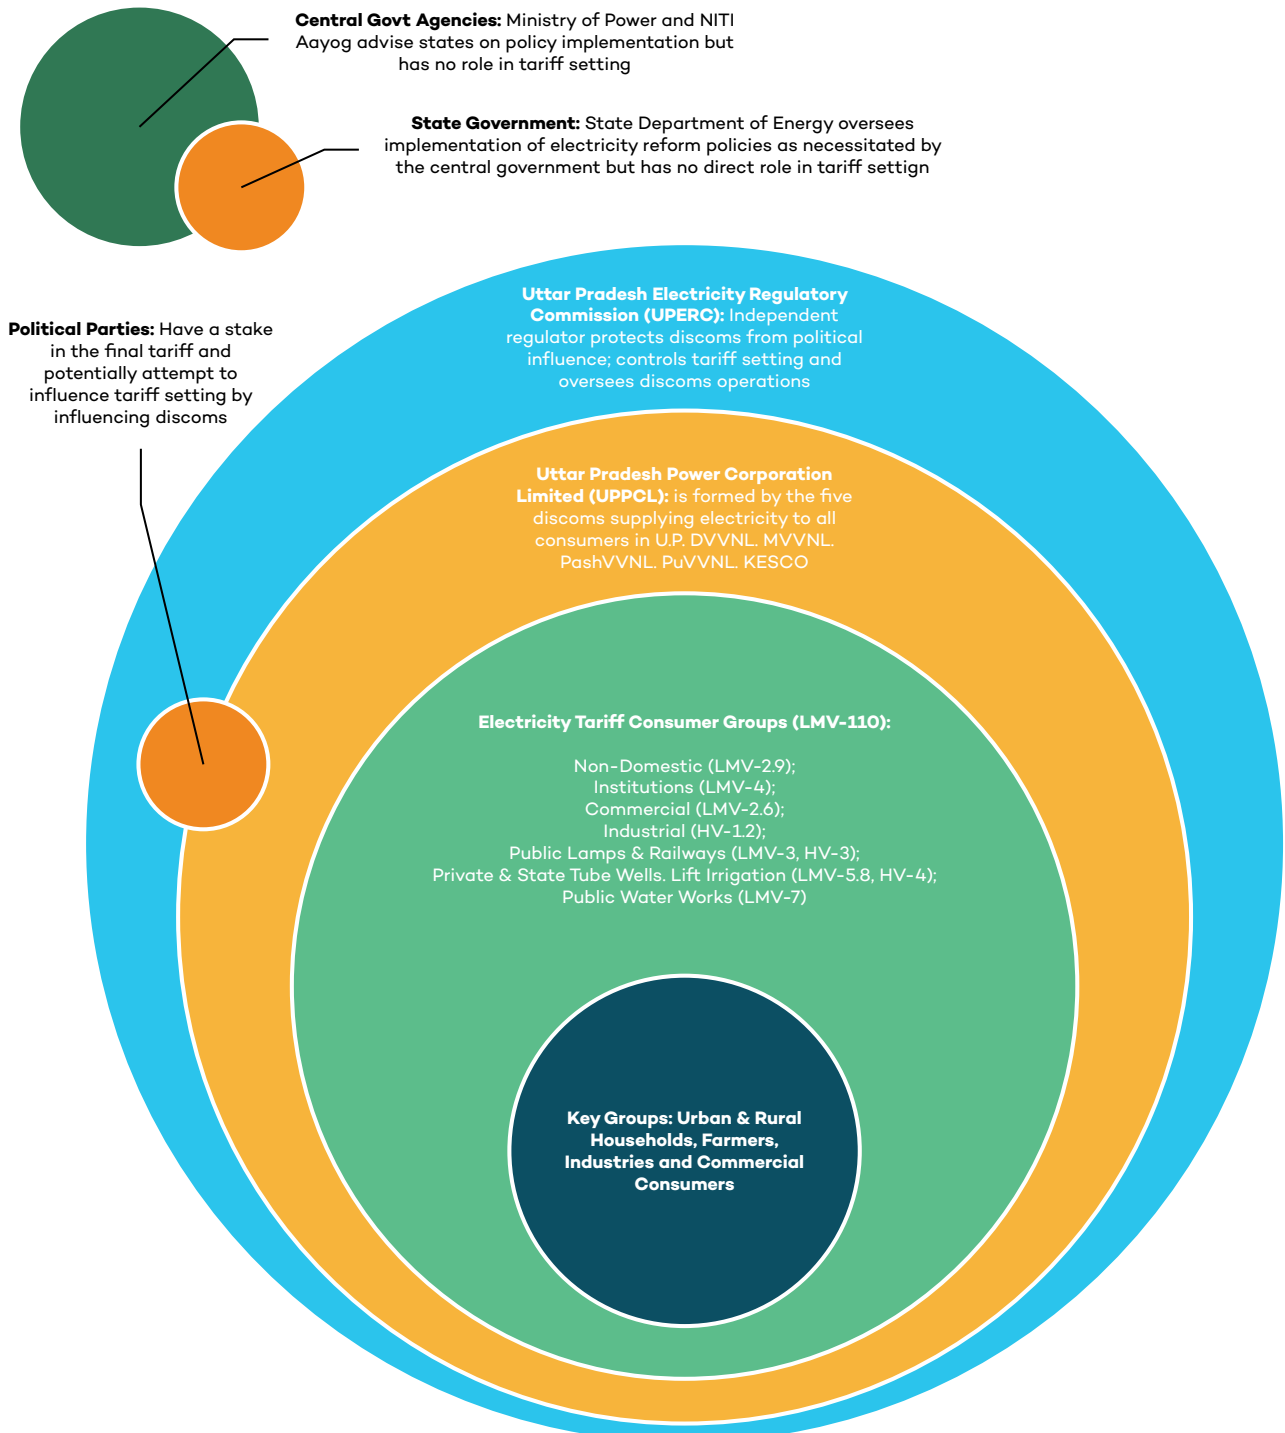 Central Govt Agencies: Ministry of Power and NITI
Aayog advise states on policy implementation but
has no role in tariff setting
State Government: State Department of Energy oversees
implementation of electricity reform policies as necessitated by
the central government but has no direct role in tariff settign
Uttar Pradesh Electricity Regulatory
Commission (UPERC): Independent
regulator protects discoms from political
influence; controls tariff setting and
oversees discoms operations
Political Parties: Have a stake
in the final tariff and
potentially attempt to
influence tariff setting by
influencing discoms
Uttar Pradesh Power Corporation
Limited (UPPCL): is formed by the five
discoms supplying electricity to all
consumers in U.P. DVVNL. MVVNL.
PashVVNL. PuVVNL. KESCO
Electricity Tariff Consumer Groups (LMV-110):
Non-Domestic (LMV-2.9);
Institutions (LMV-4);
Commercial (LMV-2.6);
Industrial (HV-1.2);
Public Lamps & Railways (LMV-3, HV-3);
Private & State Tube Wells. Lift Irrigation (LMV-5.8, HV-4);
Public Water Works (LMV-7)
Key Groups: Urban & Rural
Households, Farmers,
Industries and Commercial
Consumers